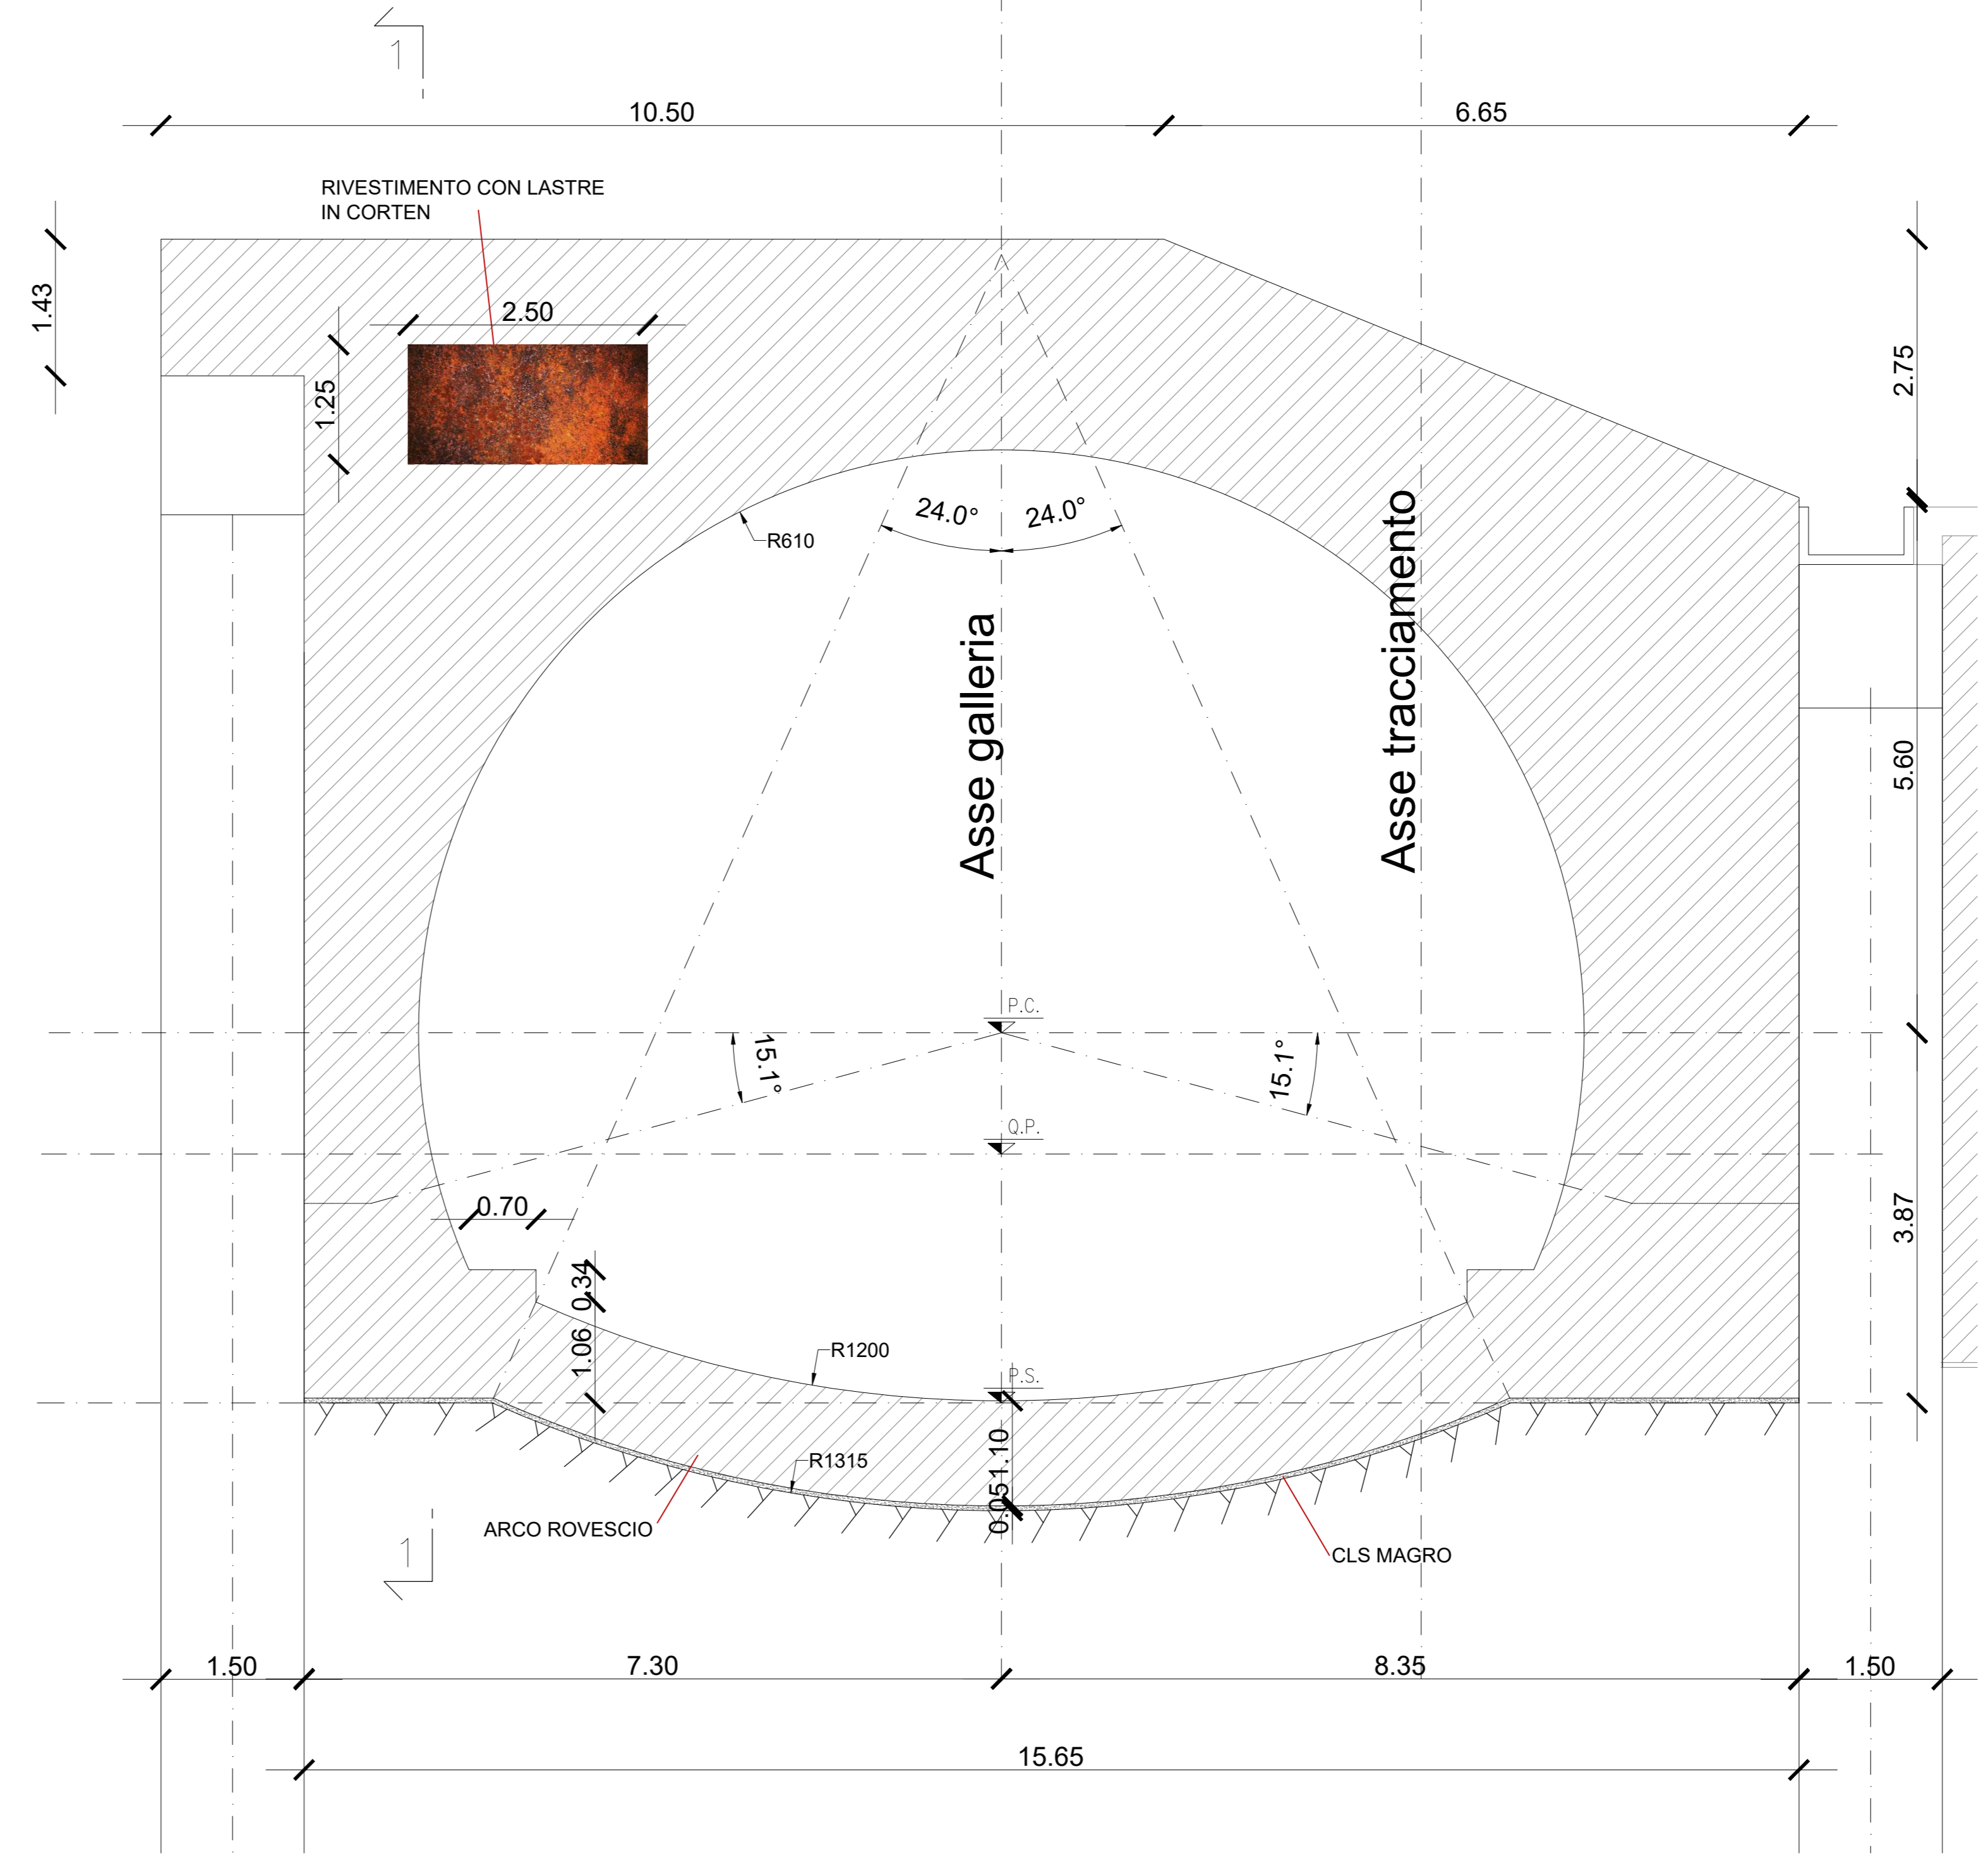 1
10.50
6.65
RIVESTIMENTO CON LASTRE
IN CORTEN
1.43
2.50
1.25
2.75
24.0°
24.0°
R610
Asse galleria
Asse tracciamento
5.60
P.C.
15.1°
15.1°
Q.P.
0.70
3.87
0.34
1.06
R1200
P.S.
1.10
0.05
R1315
ARCO ROVESCIO
CLS MAGRO
1
1.50
7.30
8.35
1.50
15.65